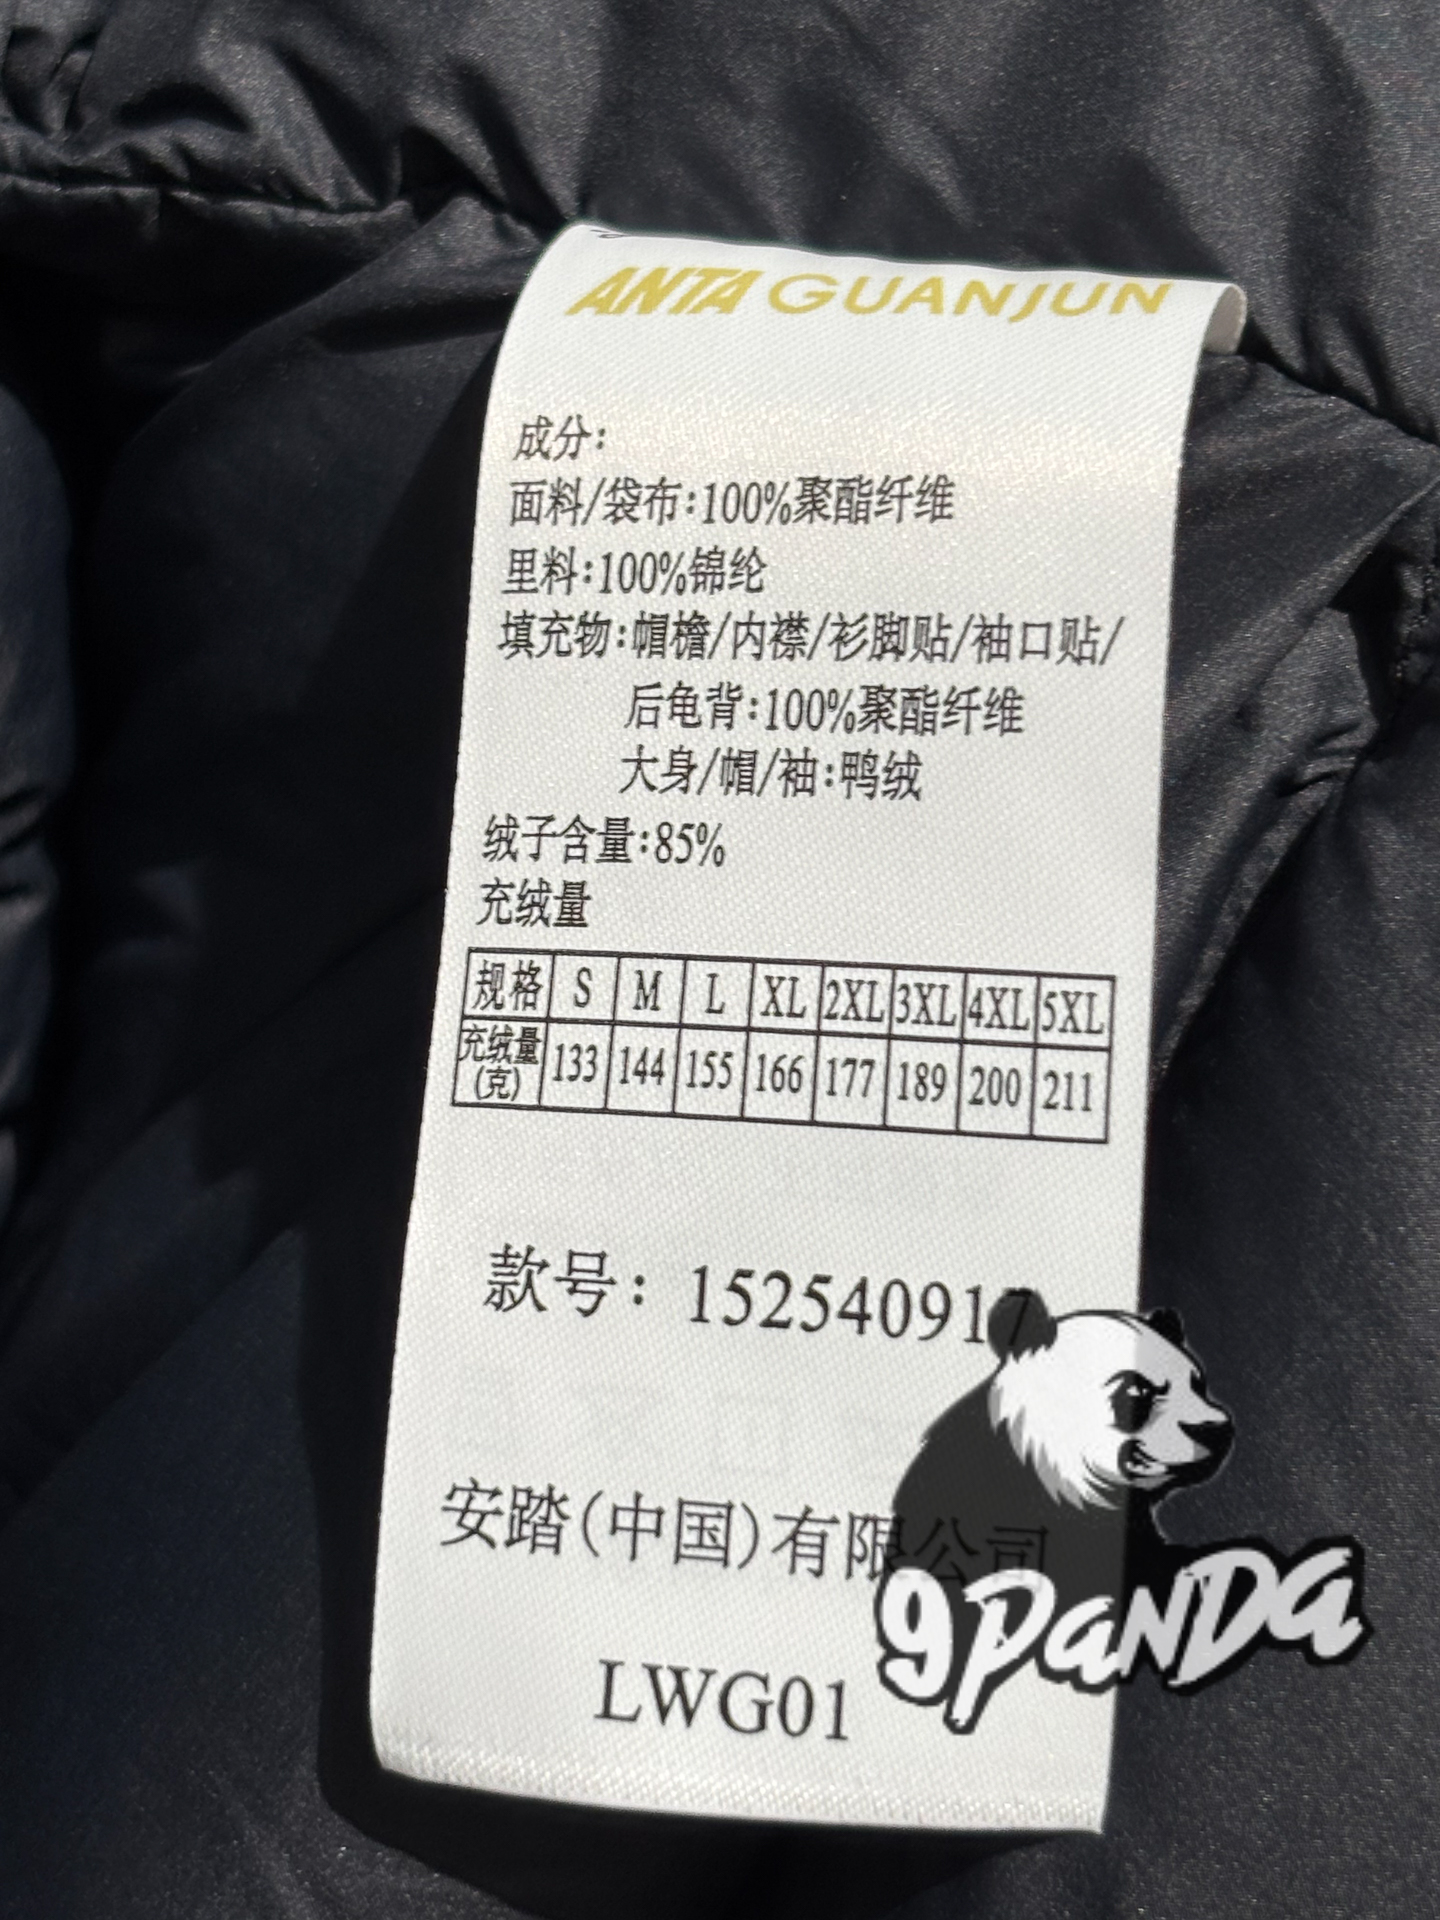 ANTA GUANJUN
成分:
面料/袋布:100%聚酯纤维
里料:100%锦纶
填充物:帽檐/内襟/衫脚贴/袖口贴/
后龟背:100%聚酯纤维
大身/帽/袖:鸭绒
绒子含量:85%
充绒量
规格 S M L XL 2XL 3XL 4XL 5XL
充绒量(克) 133 144 155 166 177 189 200 211
款号: 152540917
安踏(中国)有限公司
9PANDA
LWG01